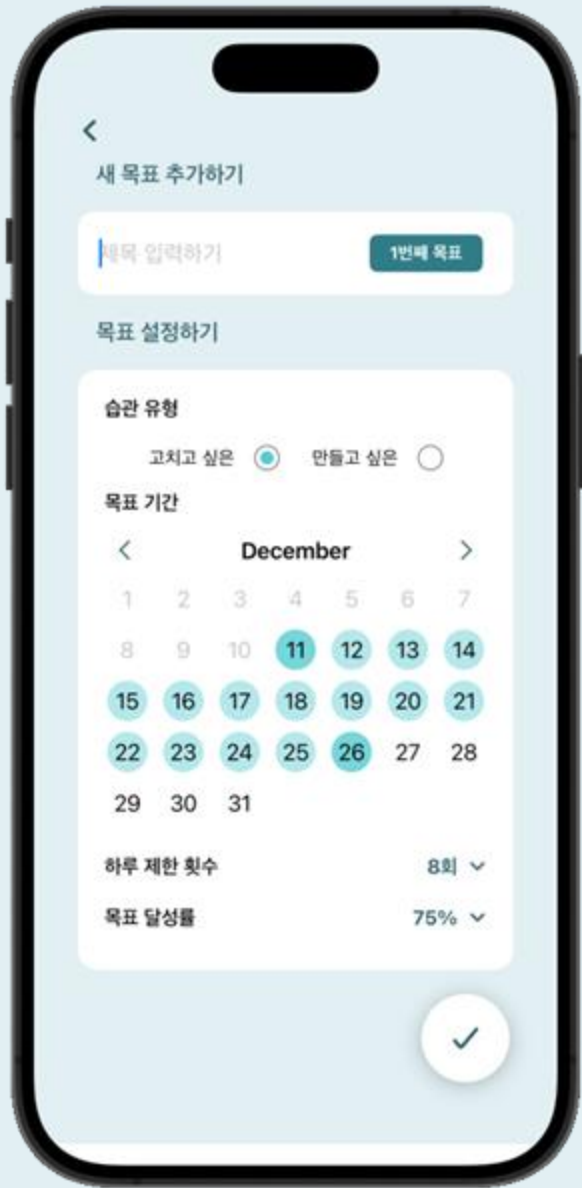 새 목표 추가하기
제목 입력하기 1번째 목표
목표 설정하기
습관 유형
고치고 싶은 만들고 싶은
목표 기간
December
1 2 3 4 5 6 7
8 9 10 11 12 13 14
15 16 17 18 19 20 21
22 23 24 25 26 27 28
29 30 31
하루 제한 횟수 8회
목표 달성률 75%